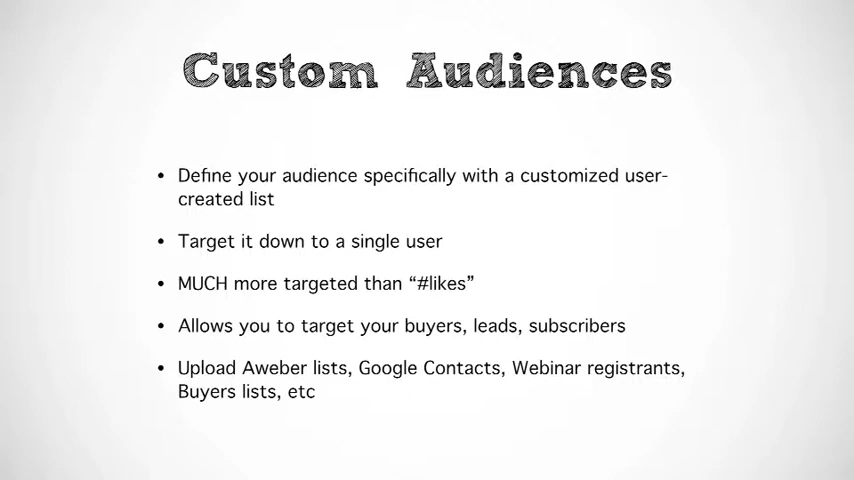 Custom Audiences
• Define your audience specifically with a customized user-
created list
• Target it down to a single user
• MUCH more targeted than “#likes”
• Allows you to target your buyers, leads, subscribers
• Upload Aweber lists, Google Contacts, Webinar registrants,
Buyers lists, etc